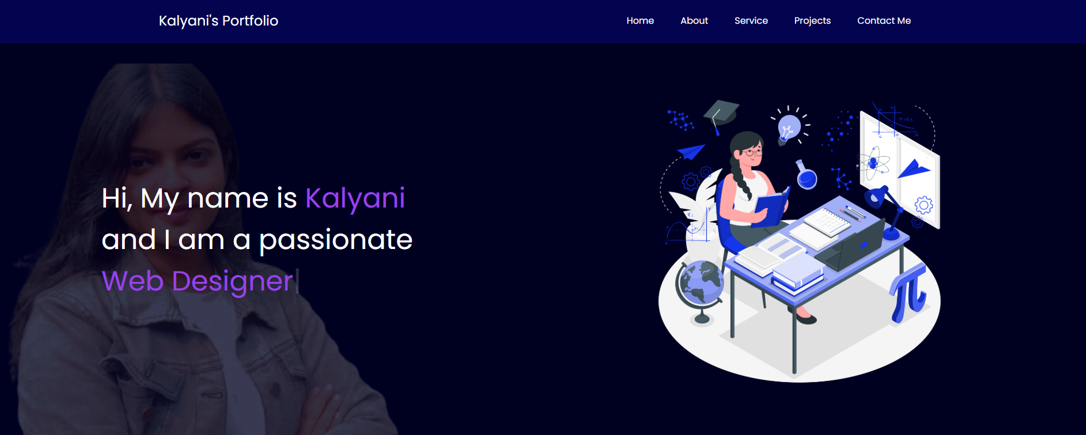 Kalyani's Portfolio
Home About Service Projects Contact Me
Hi, My name is Kalyani
and I am a passionate
Web Designer
π